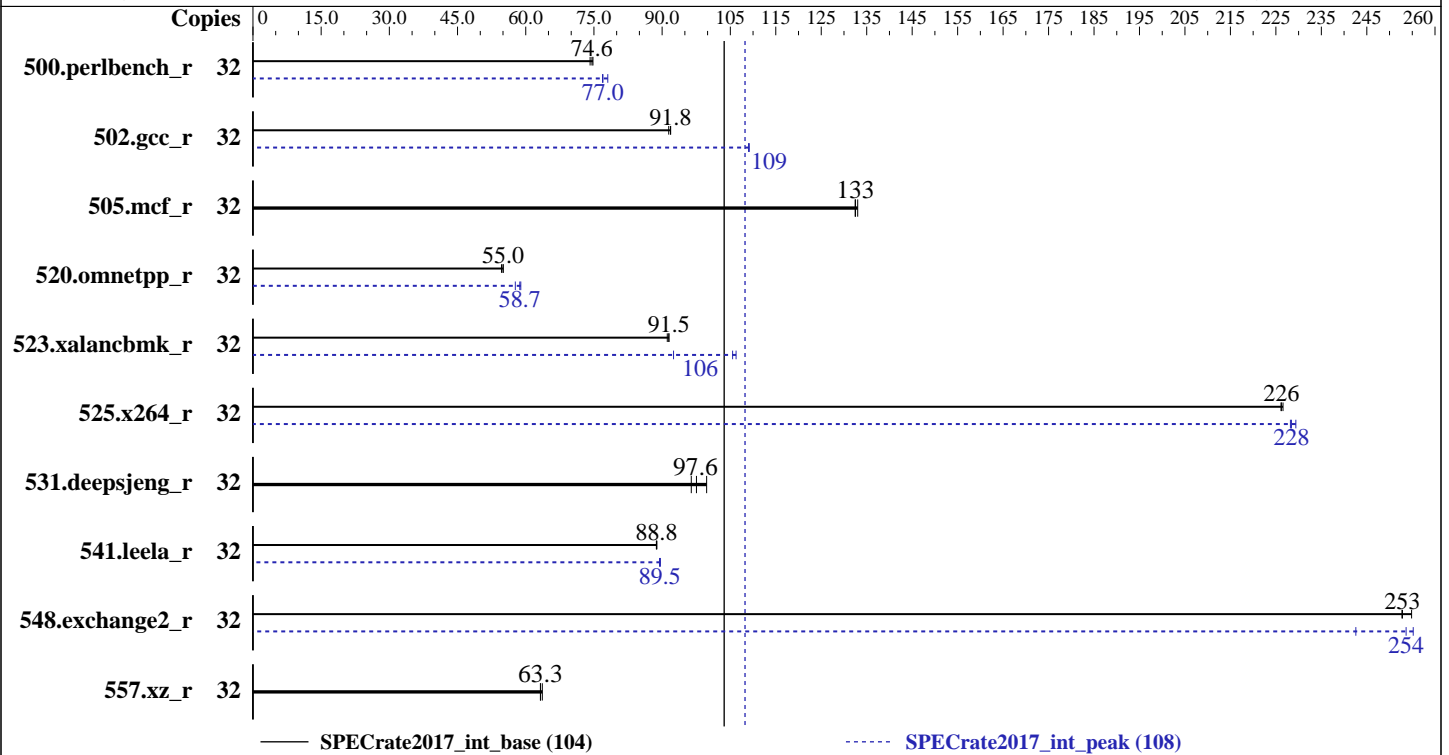 Copies 0 15.0 30.0 45.0 60.0 75.0 90.0 105 115 125 135 145 155 165 175 185 195 205 215 225 235 245 260
500.perlbench_r 32 74.6
77.0
502.gcc_r 32 91.8
109
505.mcf_r 32 133
520.omnetpp_r 32 55.0
58.7
523.xalancbmk_r 32 91.5
106
525.x264_r 32 226
228
531.deepsjeng_r 32 97.6
541.leela_r 32 88.8
89.5
548.exchange2_r 32 253
254
557.xz_r 32 63.3
SPECrate2017_int_base (104) SPECrate2017_int_peak (108)